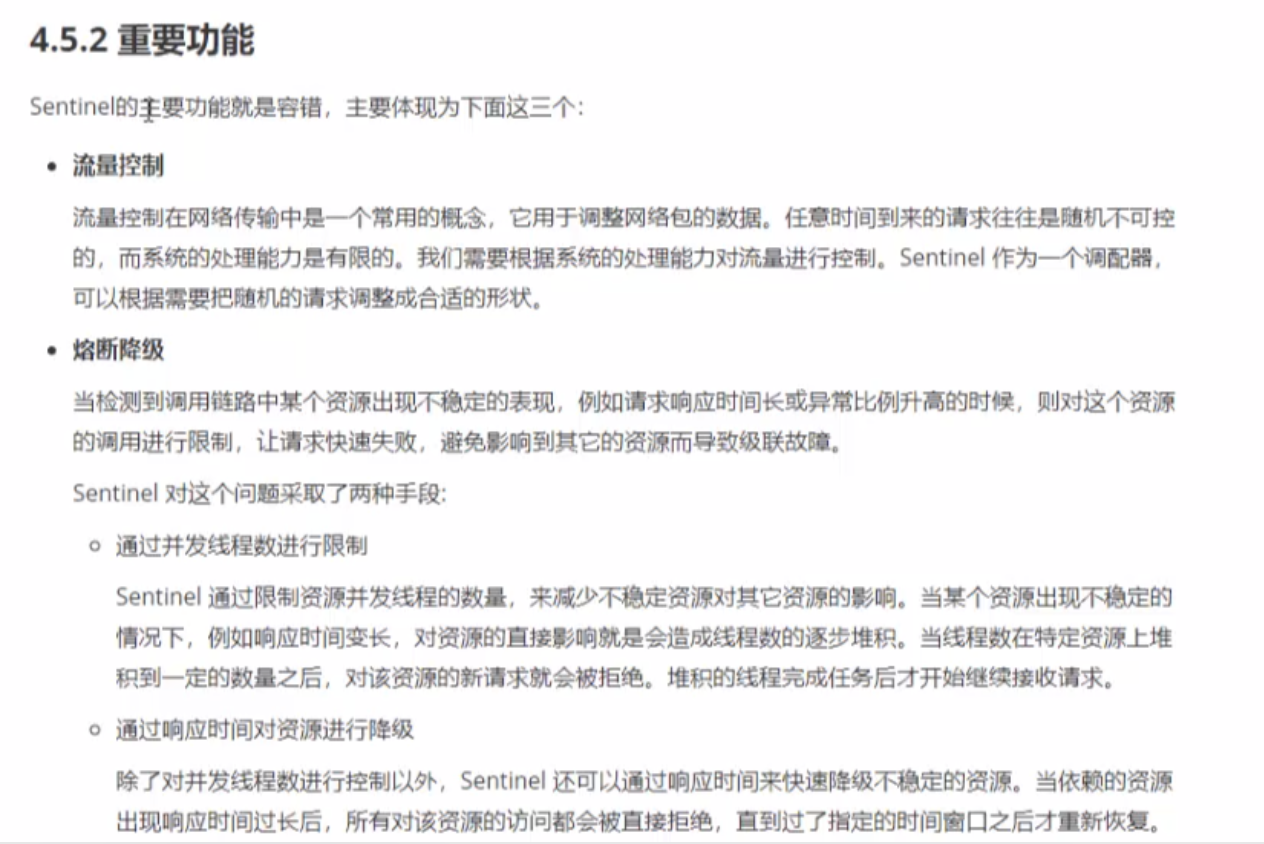 4.5.2 重要功能
Sentinel的主要功能就是容错，主要体现为下面这三个：
• 流量控制
流量控制在网络传输中是一个常用的概念，它用于调整网络包的数据。任意时间到来的请求往往是随机不可控
的，而系统的处理能力是有限的。我们需要根据系统的处理能力对流量进行控制。Sentinel 作为一个调配器，
可以根据需要把随机的请求调整成合适的形状。
• 熔断降级
当检测到调用链路中某个资源出现不稳定的表现，例如请求响应时间长或异常比例升高的时候，则对这个资源
的调用进行限制，让请求快速失败，避免影响到其它的资源而导致级联故障。
Sentinel 对这个问题采取了两种手段:
○ 通过并发线程数进行限制
Sentinel 通过限制资源并发线程的数量，来减少不稳定资源对其它资源的影响。当某个资源出现不稳定的
情况下，例如响应时间变长，对资源的直接影响就是会造成线程数的逐步堆积。当线程数在特定资源上堆
积到一定的数量之后，对该资源的新请求就会被拒绝。堆积的线程完成任务后才开始继续接收请求。
○ 通过响应时间对资源进行降级
除了对并发线程数进行控制以外，Sentinel 还可以通过响应时间来快速降级不稳定的资源。当依赖的资源
出现响应时间过长后，所有对该资源的访问都会被直接拒绝，直到过了指定的时间窗口之后才重新恢复。